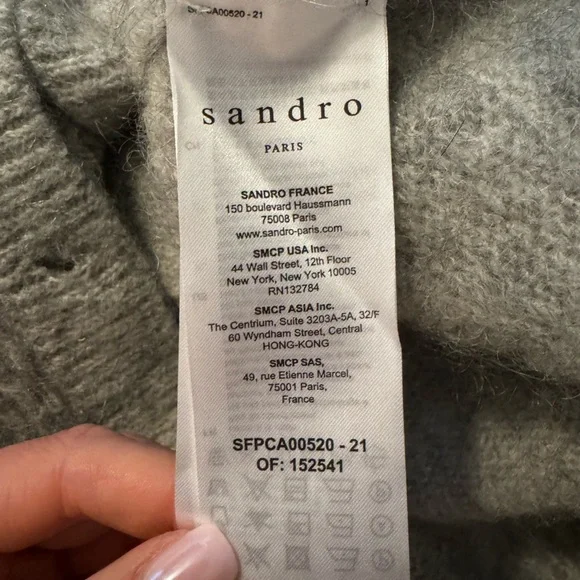 SFPCA00520 - 21
sandro
PARIS
SANDRO FRANCE
150 boulevard Haussmann
75008 Paris
www.sandro-paris.com
SMCP USA Inc.
44 Wall Street, 12th Floor
New York, New York 10005
RN132784
SMCP ASIA Inc.
The Centrium, Suite 3203A-5A, 32/F
60 Wyndham Street, Central
HONG-KONG
SMCP SAS,
49, rue Etienne Marcel,
75001 Paris,
France
SFPCA00520 - 21
OF: 152541